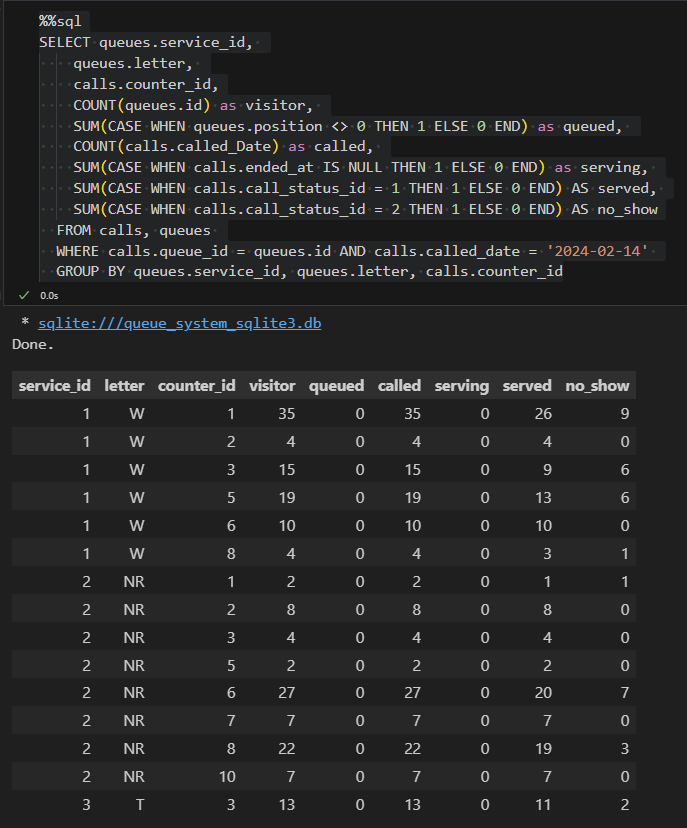 %%sql
SELECT queues.service_id,
queues.letter,
calls.counter_id,
COUNT(queues.id) as visitor,
SUM(CASE WHEN queues.position <> 0 THEN 1 ELSE 0 END) as queued,
COUNT(calls.called_Date) as called,
SUM(CASE WHEN calls.ended_at IS NULL THEN 1 ELSE 0 END) as serving,
SUM(CASE WHEN calls.call_status_id = 1 THEN 1 ELSE 0 END) AS served,
SUM(CASE WHEN calls.call_status_id = 2 THEN 1 ELSE 0 END) AS no_show
FROM calls, queues
WHERE calls.queue_id = queues.id AND calls.called_date = '2024-02-14'
GROUP BY queues.service_id, queues.letter, calls.counter_id
0.0s
* sqlite:///queue_system_sqlite3.db
Done.
service_id letter counter_id visitor queued called serving served no_show
1 W 1 35 0 35 0 26 9
1 W 2 4 0 4 0 4 0
1 W 3 15 0 15 0 9 6
1 W 5 19 0 19 0 13 6
1 W 6 10 0 10 0 10 0
1 W 8 4 0 4 0 3 1
2 NR 1 2 0 2 0 1 1
2 NR 2 8 0 8 0 8 0
2 NR 3 4 0 4 0 4 0
2 NR 5 2 0 2 0 2 0
2 NR 6 27 0 27 0 20 7
2 NR 7 7 0 7 0 7 0
2 NR 8 22 0 22 0 19 3
2 NR 10 7 0 7 0 7 0
3 T 3 13 0 13 0 11 2